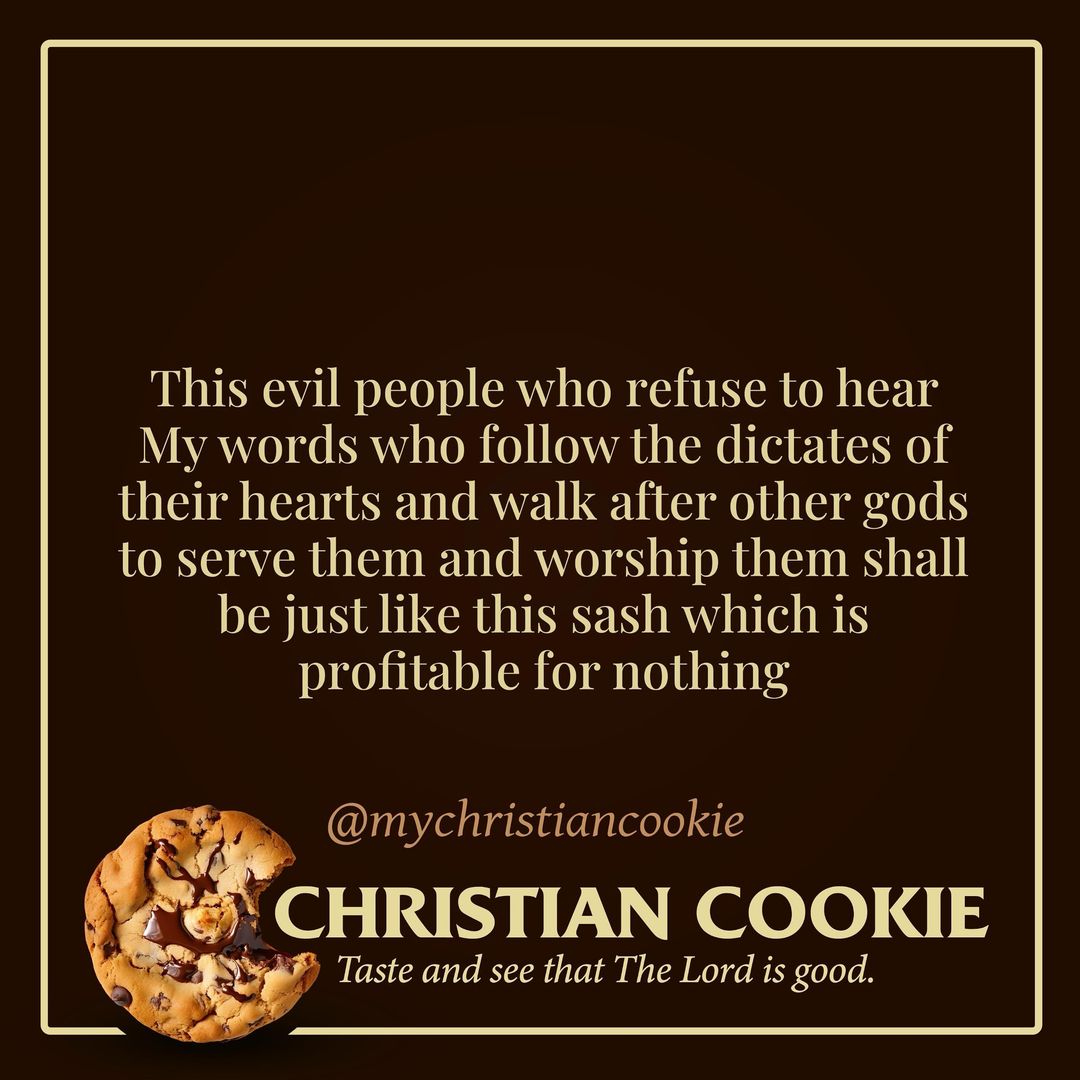 This evil people who refuse to hear
My words who follow the dictates of
their hearts and walk after other gods
to serve them and worship them shall
be just like this sash which is
profitable for nothing
@mychristiancookie
CHRISTIAN COOKIE
Taste and see that The Lord is good.